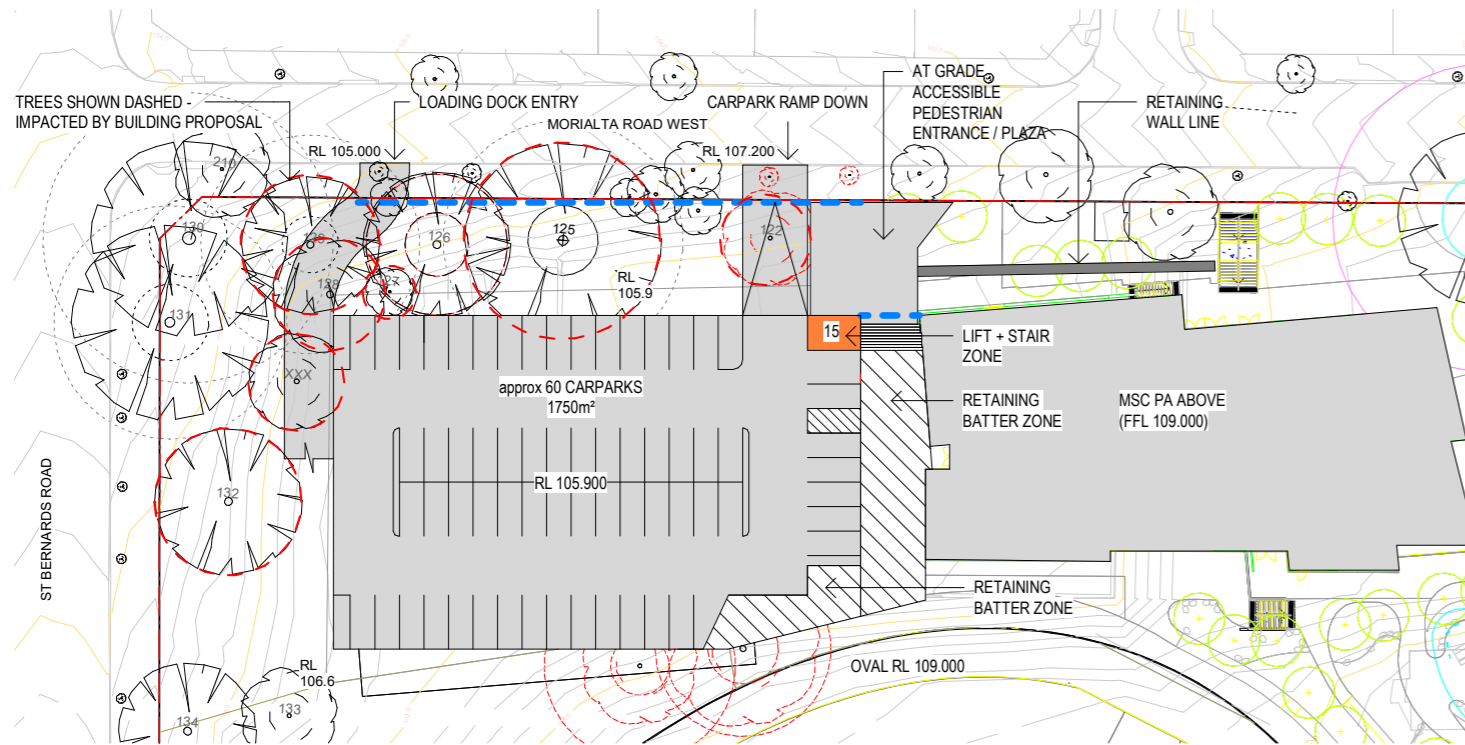 TREES SHOWN DASHED -
IMPACTED BY BUILDING PROPOSAL
LOADING DOCK ENTRY
CARPARK RAMP DOWN
AT GRADE
ACCESSIBLE
PEDESTRIAN
ENTRANCE / PLAZA
RETAINING
WALL LINE
MORIALTA ROAD WEST
RL 105.000
RL 107.200
210
130
129
126
125
122
128
127
RL
105.9
131
XXX
15
LIFT + STAIR
ZONE
approx 60 CARPARKS
1750m²
RETAINING
BATTER ZONE
MSC PA ABOVE
(FFL 109.000)
RL 105.900
132
ST BERNARDS ROAD
RETAINING
BATTER ZONE
OVAL RL 109.000
RL
106.6
133
134